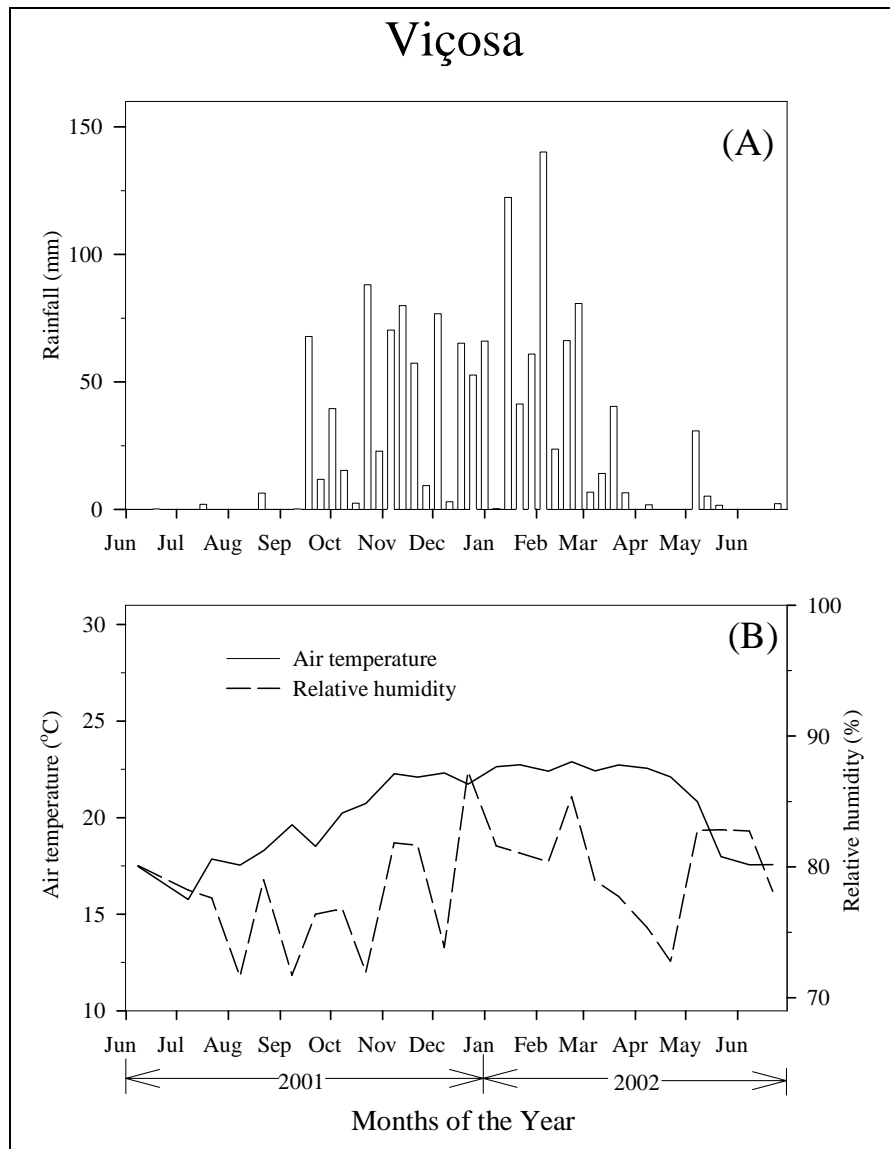 Viçosa
(A)
Rainfall (mm)
150
100
50
0
Jun Jul Aug Sep Oct Nov Dec Jan Feb Mar Apr May Jun
(B)
Air temperature
Relative humidity
Air temperature (°C)
30
25
20
15
10
Relative humidity (%)
100
90
80
70
Jun Jul Aug Sep Oct Nov Dec Jan Feb Mar Apr May Jun
2001 2002
Months of the Year